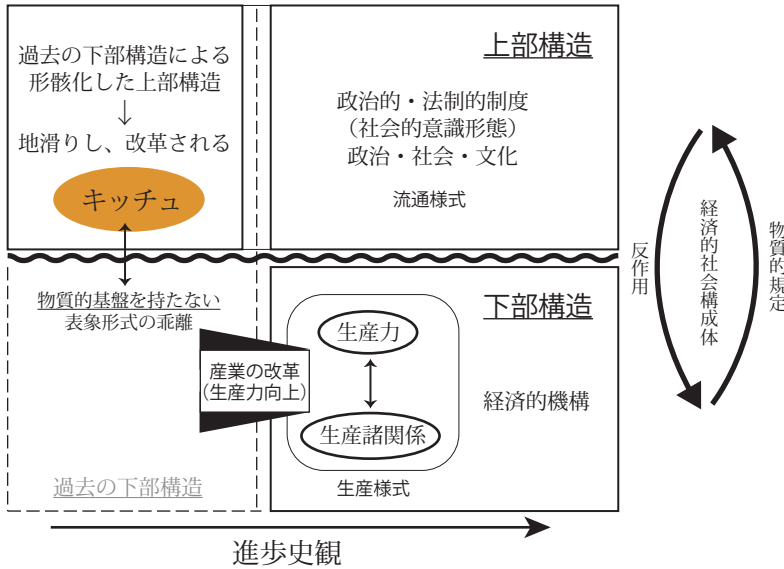 過去の下部構造による
形骸化した上部構造
↓
地滑りし、改革される
キッチュ
上部構造
政治的・法制的制度
（社会的意識形態）
政治・社会・文化
流通様式
物質的基盤を持たない
表象形式の乖離
過去の下部構造
産業の改革
（生産力向上）
下部構造
生産力
生産諸関係
生産様式
経済的機構
反作用
経済的社会構成体
物質的規定
進歩史観